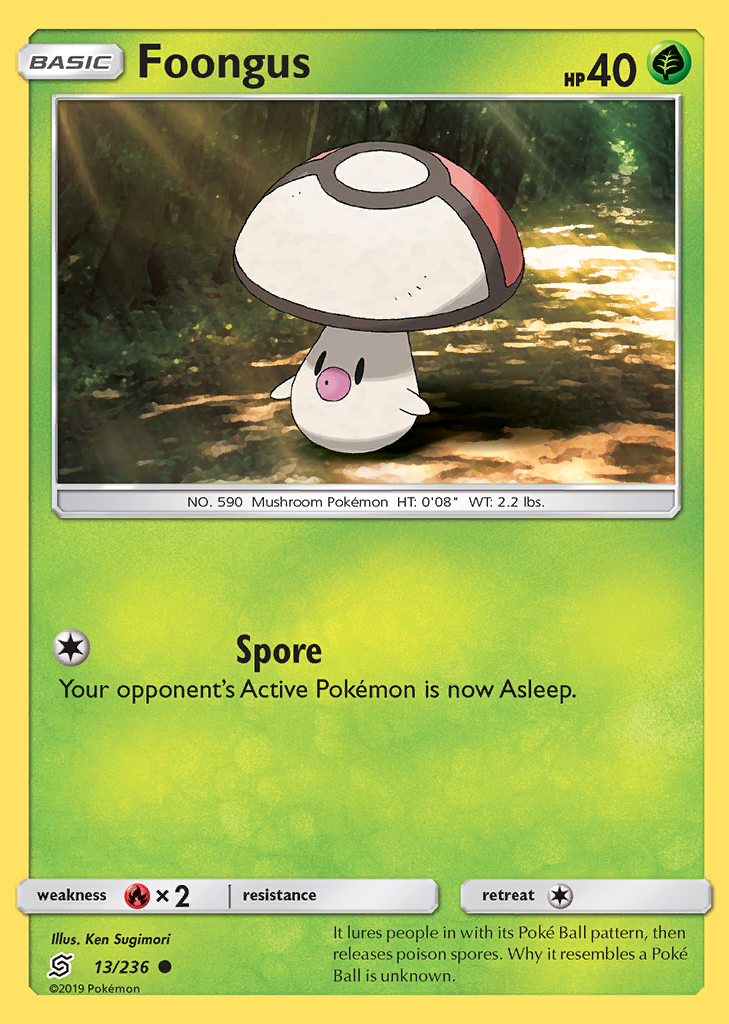 BASIC Foongus HP40
NO. 590 Mushroom Pokémon HT: 0'08" WT: 2.2 lbs.
Spore
Your opponent's Active Pokémon is now Asleep.
weakness × 2 resistance retreat
Illus. Ken Sugimori
13/236
©2019 Pokémon
It lures people in with its Poké Ball pattern, then
releases poison spores. Why it resembles a Poké
Ball is unknown.